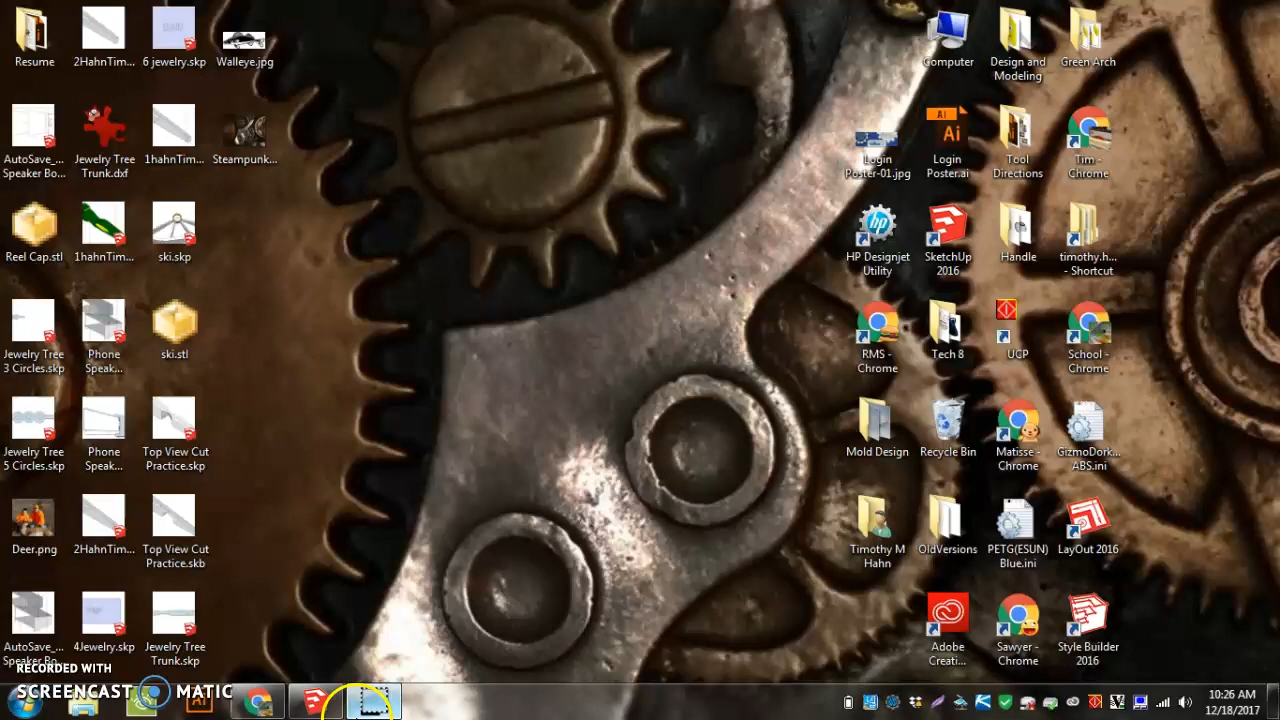 Resume
2HahnTim...
6 jewelry.skp
Walleye.jpg
Computer
Design and
Modeling
Green Arch
AutoSave_...
Speaker Bo...
Jewelry Tree
Trunk.dxf
1hahnTim...
Steampunk...
Login
Poster-01.jpg
Ai
Ai
Login
Poster.ai
Tool
Directions
Tim -
Chrome
Reel Cap.stl
1hahnTim...
ski.skp
hp
HP Designjet
Utility
SketchUp
2016
Handle
timothy.h...
- Shortcut
Jewelry Tree
3 Circles.skp
Phone
Speak...
ski.stl
RMS -
Chrome
Tech 8
UCP
School -
Chrome
Jewelry Tree
5 Circles.skp
Phone
Speak...
Top View Cut
Practice.skp
Mold Design
Recycle Bin
Matisse -
Chrome
GizmoDork...
ABS.ini
Deer.png
2HahnTim...
Top View Cut
Practice.skb
Timothy M
Hahn
OldVersions
PETG(ESUN)
Blue.ini
LayOut 2016
AutoSave_...
Speaker Bo...
4Jewelry.skp
Jewelry Tree
Trunk.skp
Adobe
Creati...
Sawyer -
Chrome
Style Builder
2016
RECORDED WITH
SCREENCAST MATIC
Ai
10:26 AM
12/18/2017